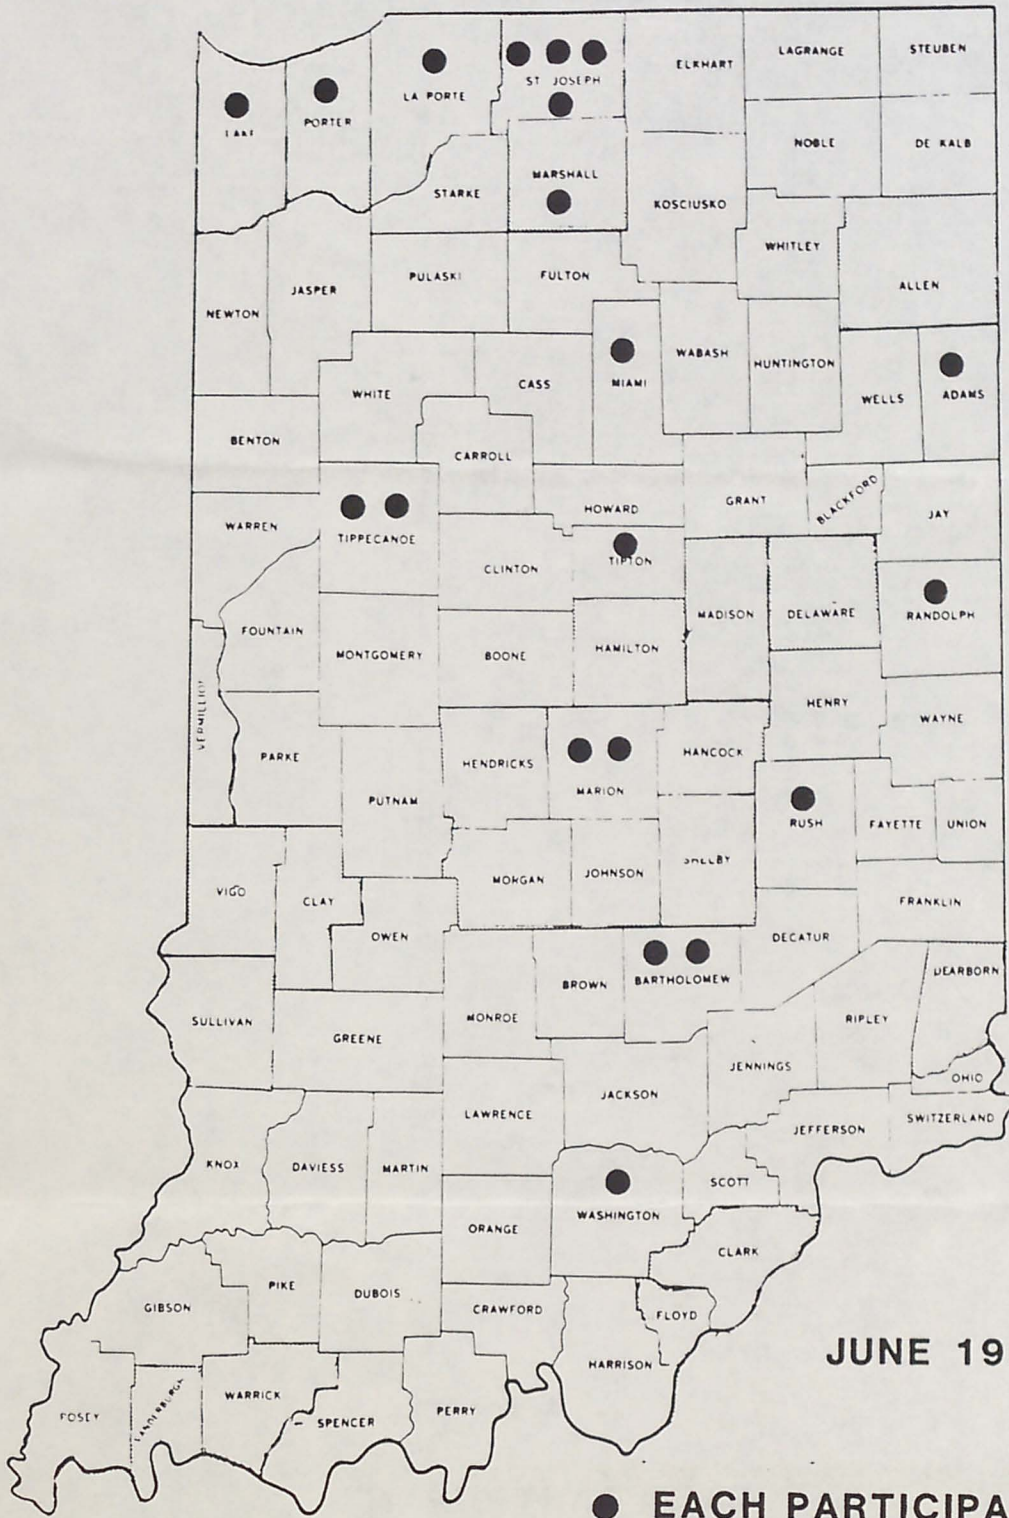 LAGRANGE
STEUBEN
ELKHART
ST JOSEPH
LA PORTE
PORTER
LAKE
NOBLE
DE KALB
MARSHALL
STARKE
KOSCIUSKO
WHITLEY
ALLEN
PULASKI
FULTON
JASPER
NEWTON
WABASH
HUNTINGTON
MIAMI
CASS
WHITE
WELLS
ADAMS
BENTON
CARROLL
GRANT
BLACKFORD
JAY
HOWARD
WARREN
TIPPECANOE
CLINTON
TIPTON
MADISON
DELAWARE
RANDOLPH
FOUNTAIN
MONTGOMERY
BOONE
HAMILTON
HENRY
WAYNE
VERMILLION
PARKE
HENDRICKS
MARION
HANCOCK
PUTNAM
RUSH
FAYETTE
UNION
SHELBY
MORGAN
JOHNSON
VIGO
CLAY
OWEN
FRANKLIN
DECATUR
DEARBORN
BROWN
BARTHOLOMEW
MONROE
RIPLEY
SULLIVAN
GREENE
JENNINGS
OHIO
JACKSON
LAWRENCE
JEFFERSON
SWITZERLAND
KNOX
DAVIESS
MARTIN
SCOTT
WASHINGTON
ORANGE
CLARK
PIKE
DUBOIS
GIBSON
CRAWFORD
FLOYD
HARRISON
JUNE 19
POSEY
VANDERBURGH
WARRICK
SPENCER
PERRY
● EACH PARTICIPA